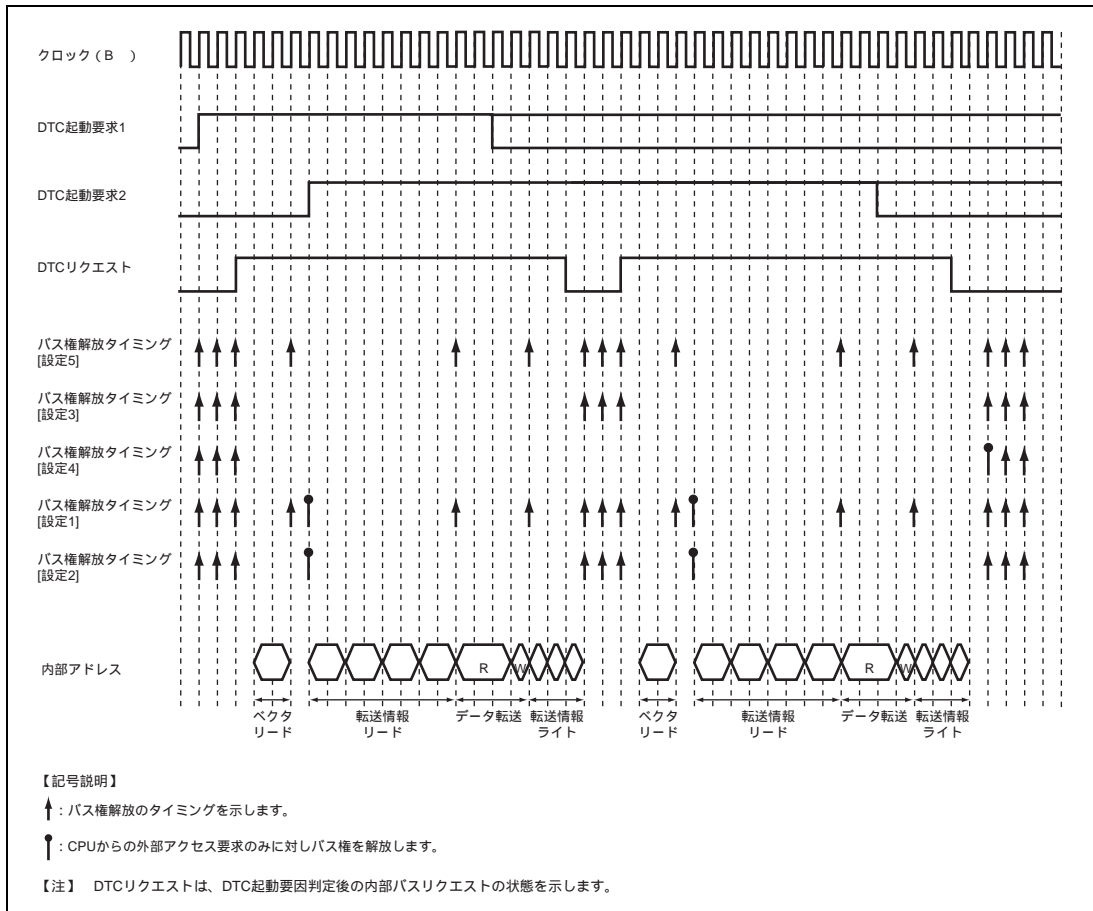 クロック（B　）
DTC起動要求1
DTC起動要求2
DTCリクエスト
バス権解放タイミング
[設定5]
バス権解放タイミング
[設定3]
バス権解放タイミング
[設定4]
バス権解放タイミング
[設定1]
バス権解放タイミング
[設定2]
内部アドレス
R W R W
ベクタ
リード
転送情報
リード
データ転送
転送情報
ライト
ベクタ
リード
転送情報
リード
データ転送
転送情報
ライト
【記号説明】
：バス権解放のタイミングを示します。
：CPUからの外部アクセス要求のみに対しバス権を解放します。
【注】　DTCリクエストは、DTC起動要因判定後の内部バスリクエストの状態を示します。